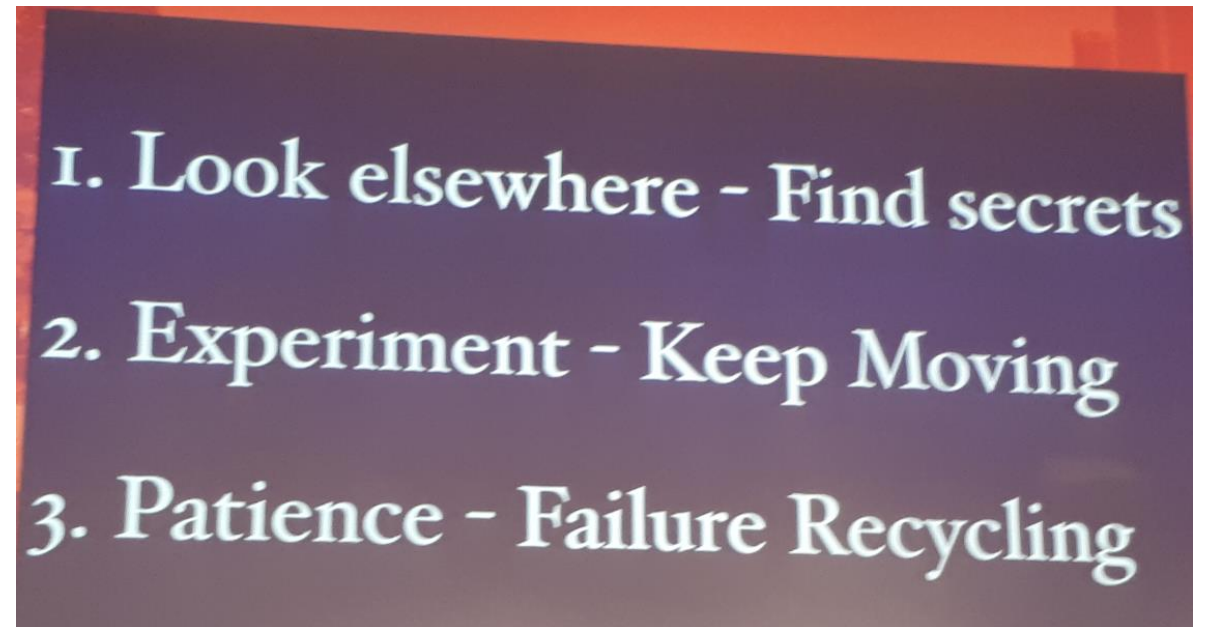 1. Look elsewhere - Find secrets
2. Experiment - Keep Moving
3. Patience - Failure Recycling